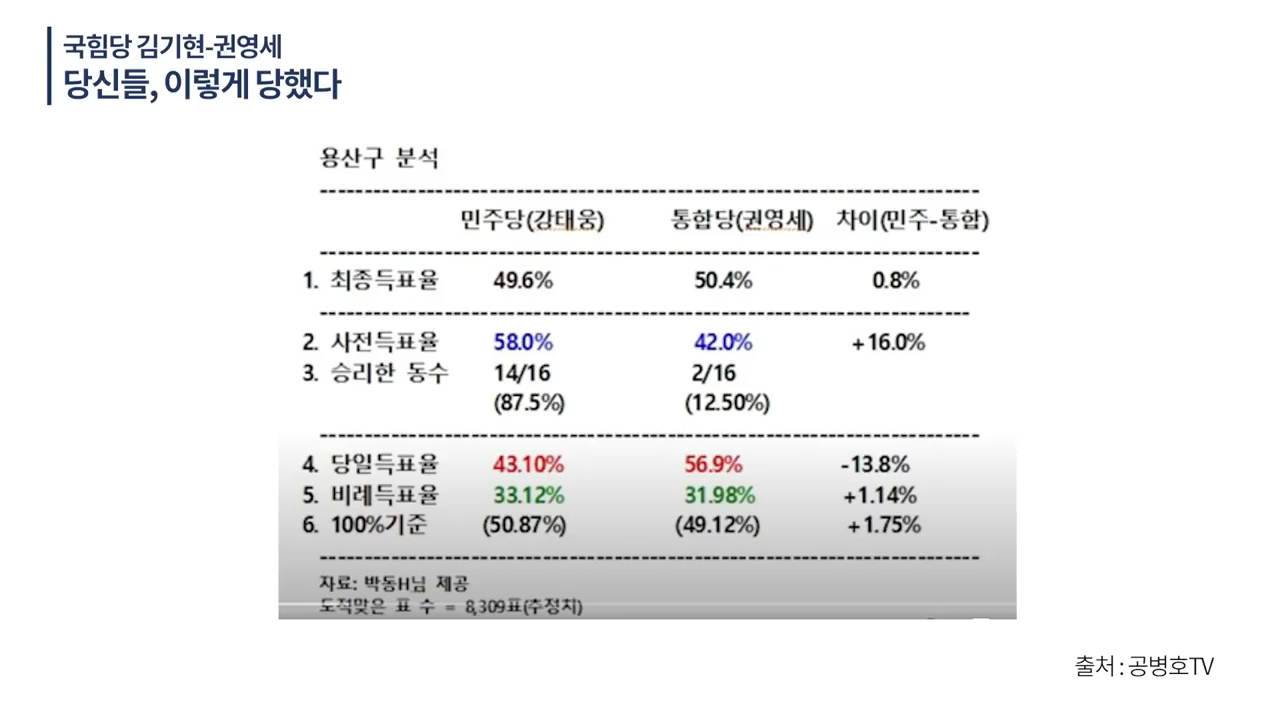 국힘당 김기현-권영세
당신들, 이렇게 당했다
용산구 분석
민주당(강태웅) 통합당(권영세) 차이(민주-통합)
1. 최종득표율 49.6% 50.4% 0.8%
2. 사전득표율 58.0% 42.0% +16.0%
3. 승리한 동수 14/16 2/16
(87.5%) (12.50%)
4. 당일득표율 43.10% 56.9% -13.8%
5. 비례득표율 33.12% 31.98% +1.14%
6. 100%기준 (50.87%) (49.12%) +1.75%
자료: 박동H님 제공
도적맞은 표 수 = 8,309표(추정치)
출처 : 공병호TV